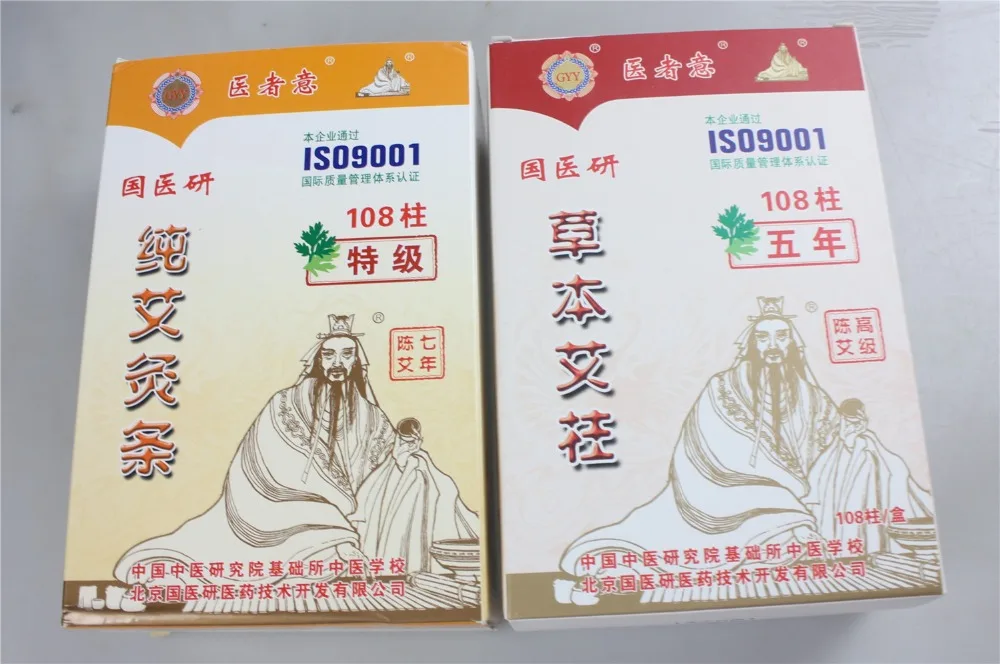 GYY
医者意®
®
本企业通过
ISO9001
国际质量管理体系认证
国医研
108柱
特级
纯艾灸条
®
七年
陈艾
中国中医研究院基础所中医学校
北京国医研医药技术开发有限公司
®
GYY
医者意®
®
本企业通过
ISO9001
国际质量管理体系认证
国医研
108柱
五年
草本艾柱
®
高级
陈艾
108柱/盒
中国中医研究院基础所中医学校
北京国医研医药技术开发有限公司